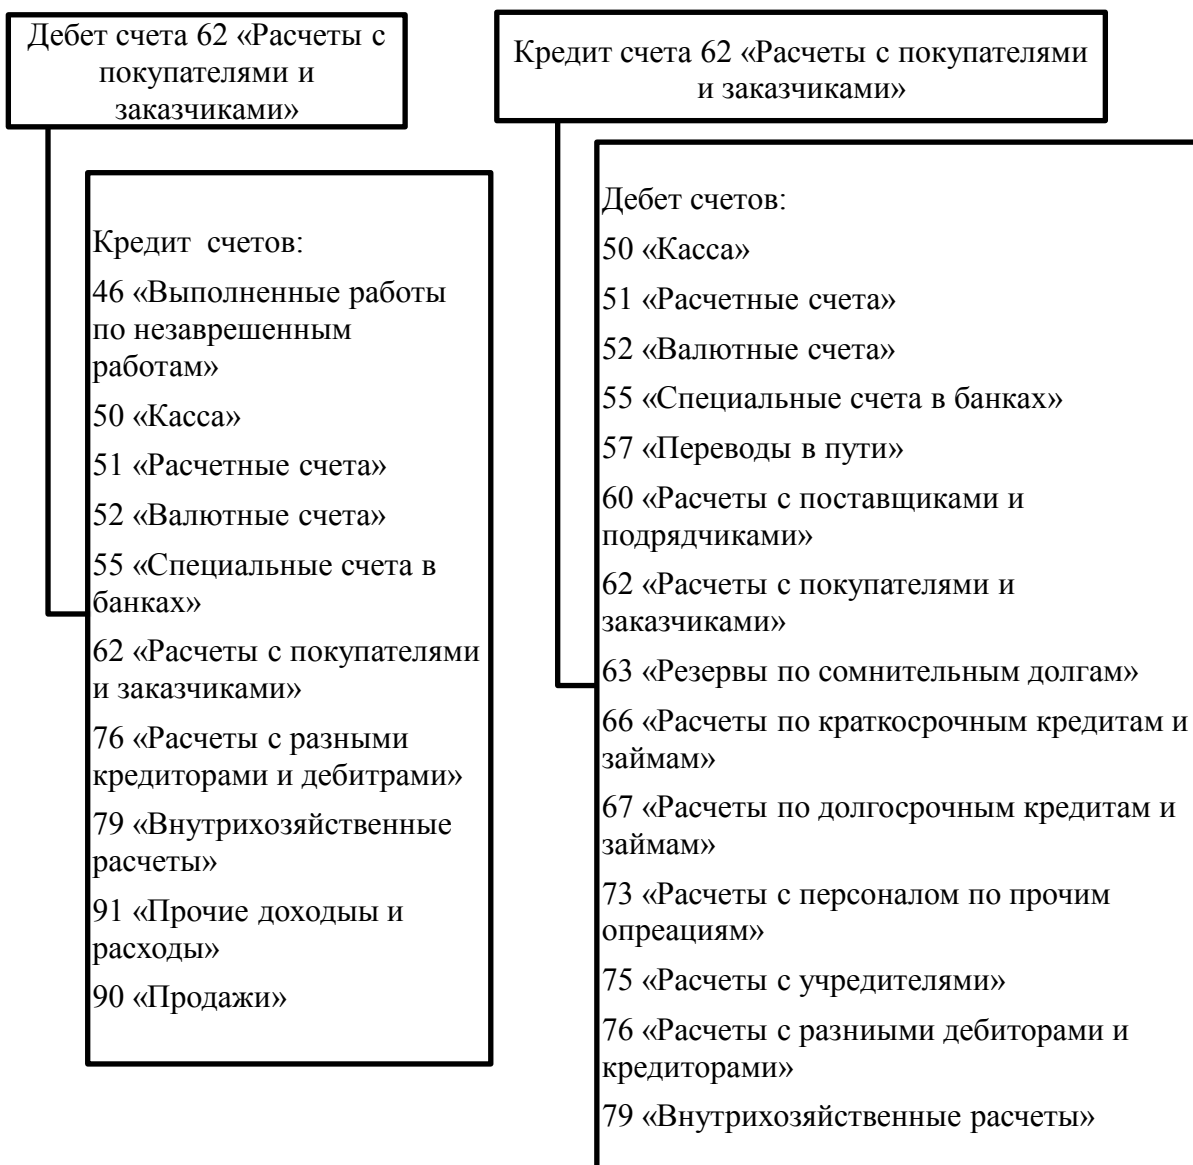 Дебет счета 62 «Расчеты с
покупателями и
заказчиками»
Кредит  счетов:
46 «Выполненные работы
по незаврешенным
работам»
50 «Касса»
51 «Расчетные счета»
52 «Валютные счета»
55 «Специальные счета в
банках»
62 «Расчеты с покупателями
и заказчиками»
76 «Расчеты с разными
кредиторами и дебитрами»
79 «Внутрихозяйственные
расчеты»
91 «Прочие доходыы и
расходы»
90 «Продажи»
Кредит счета 62 «Расчеты с покупателями
и заказчиками»
Дебет счетов:
50 «Касса»
51 «Расчетные счета»
52 «Валютные счета»
55 «Специальные счета в банках»
57 «Переводы в пути»
60 «Расчеты с поставщиками и
подрядчиками»
62 «Расчеты с покупателями и
заказчиками»
63 «Резервы по сомнительным долгам»
66 «Расчеты по краткосрочным кредитам и
займам»
67 «Расчеты по долгосрочным кредитам и
займам»
73 «Расчеты с персоналом по прочим
опреациям»
75 «Расчеты с учредителями»
76 «Расчеты с разниыми дебиторами и
кредиторами»
79 «Внутрихозяйственные расчеты»